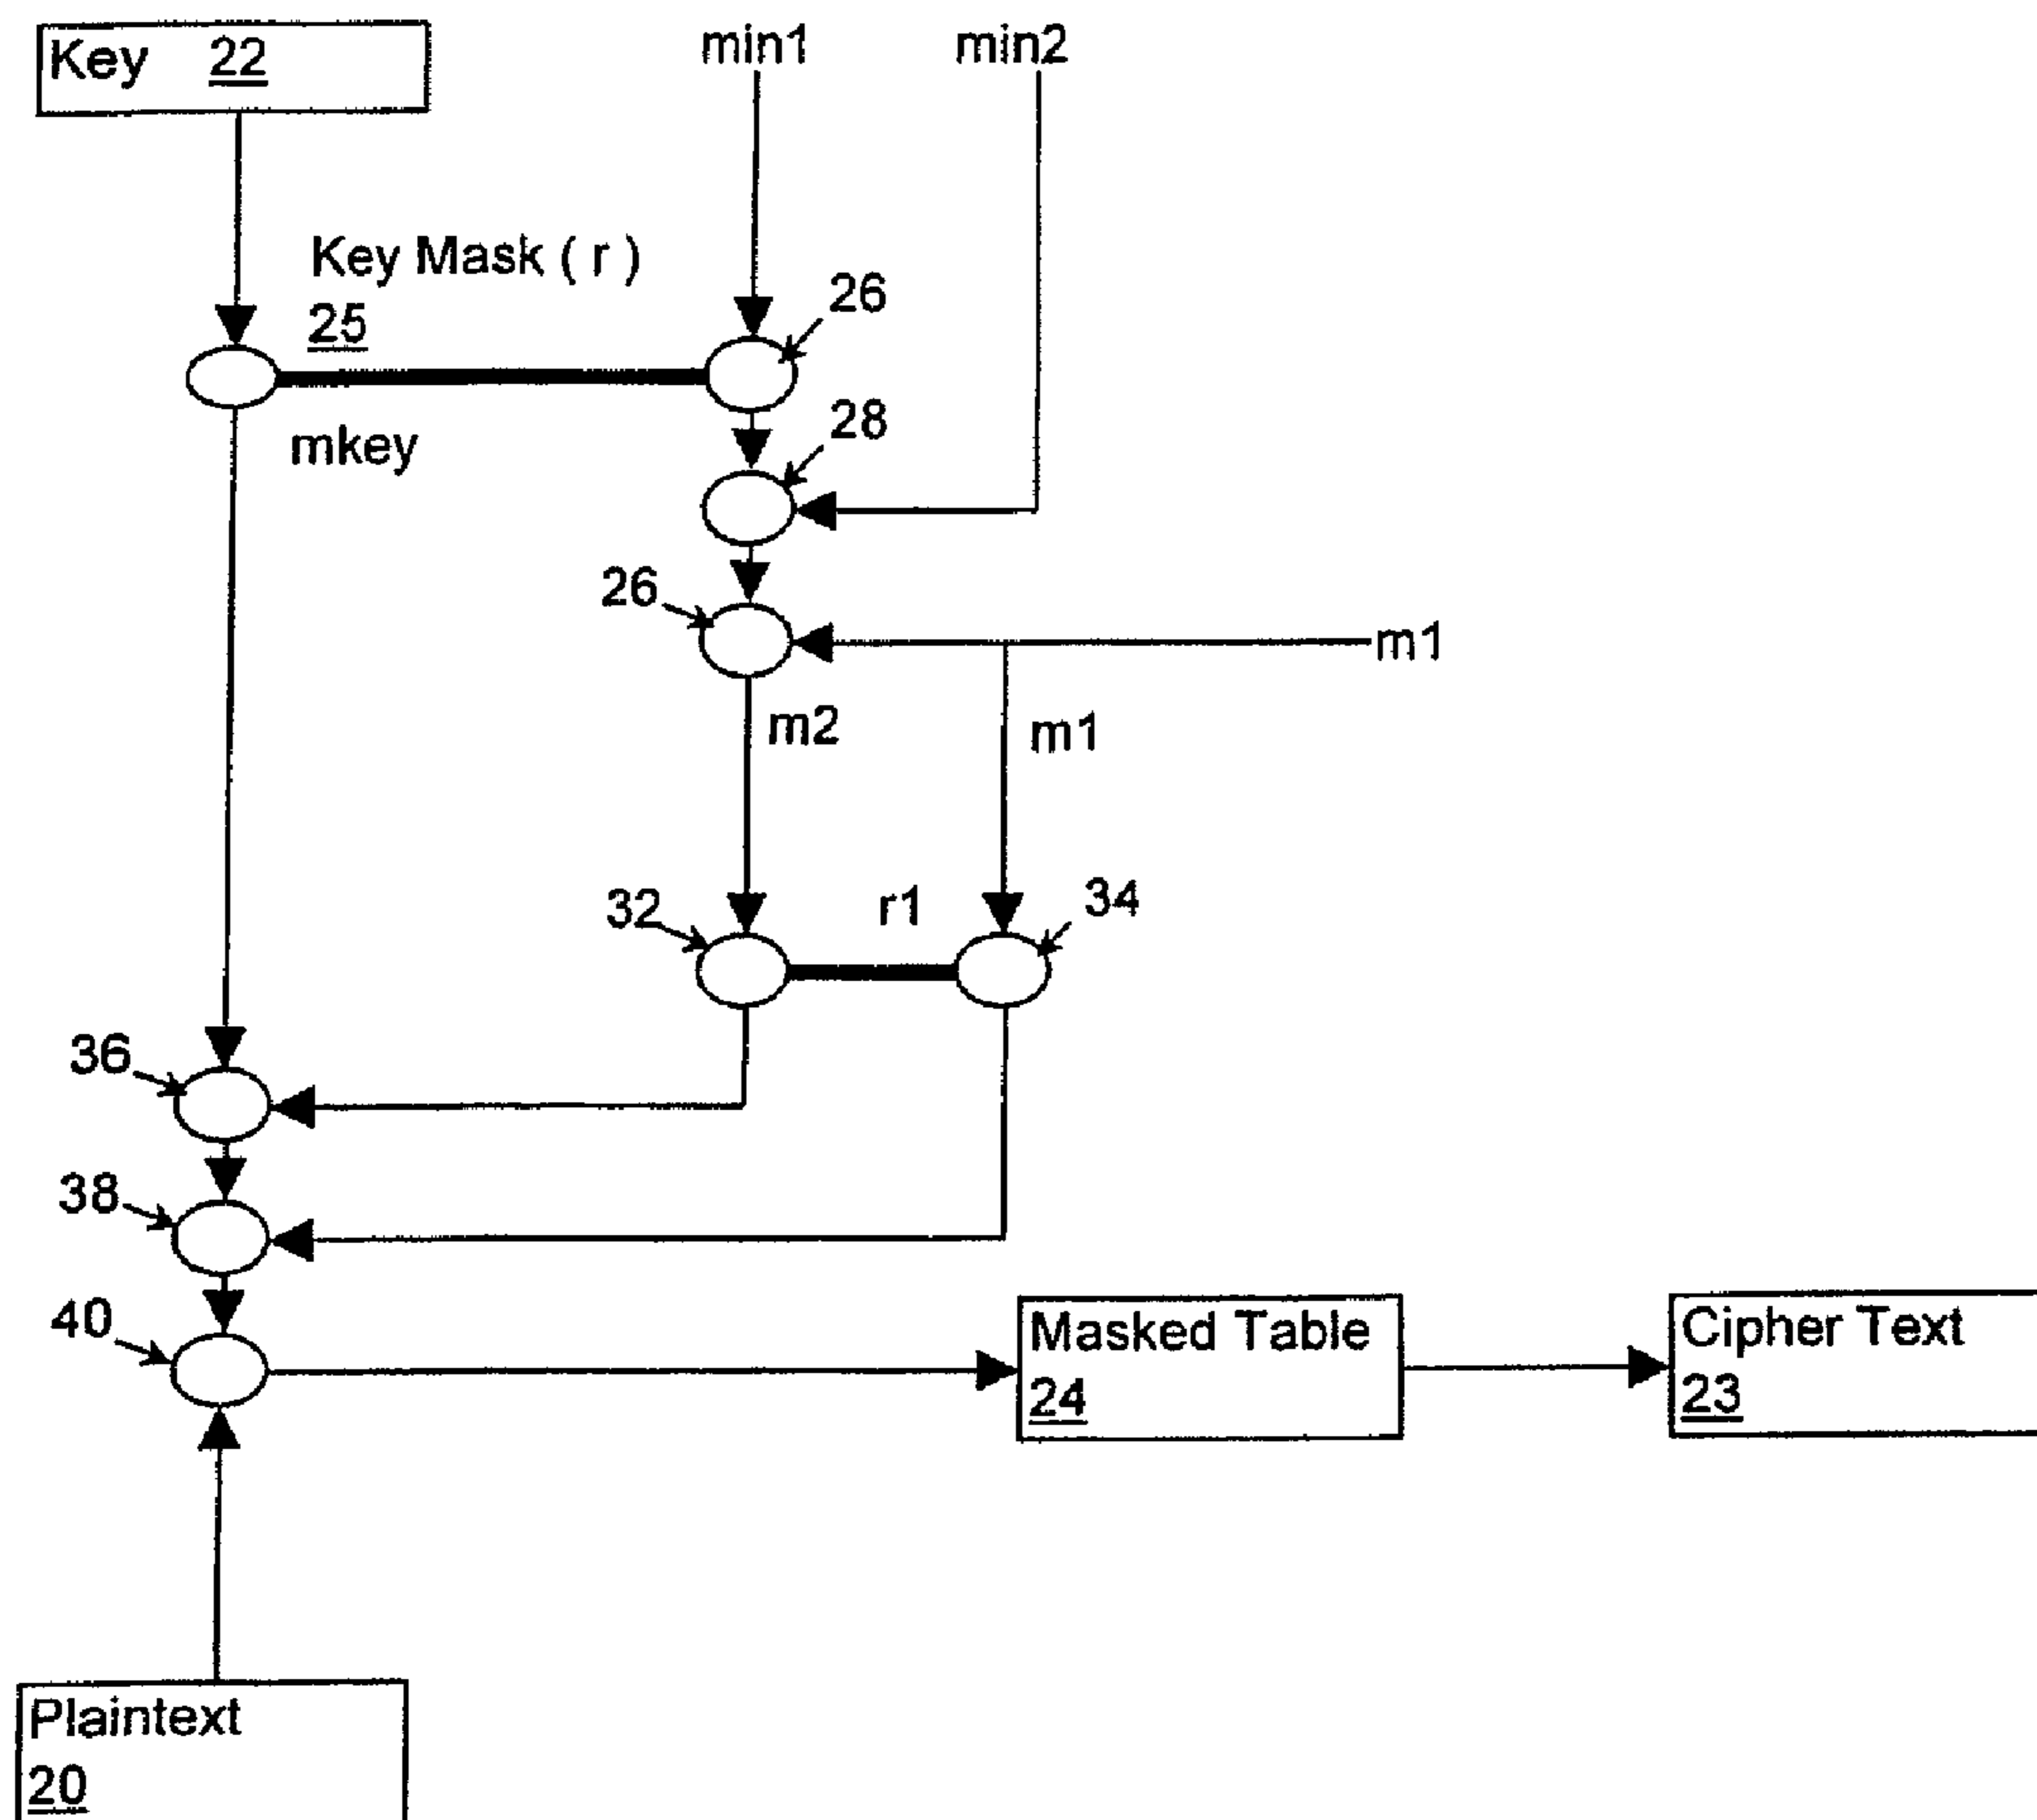 Key 22
min1
min2
Key Mask ( r )
25
26
mkey
28
26
m1
m2
m1
32
r1
34
36
38
40
Masked Table
24
Cipher Text
23
Plaintext
20